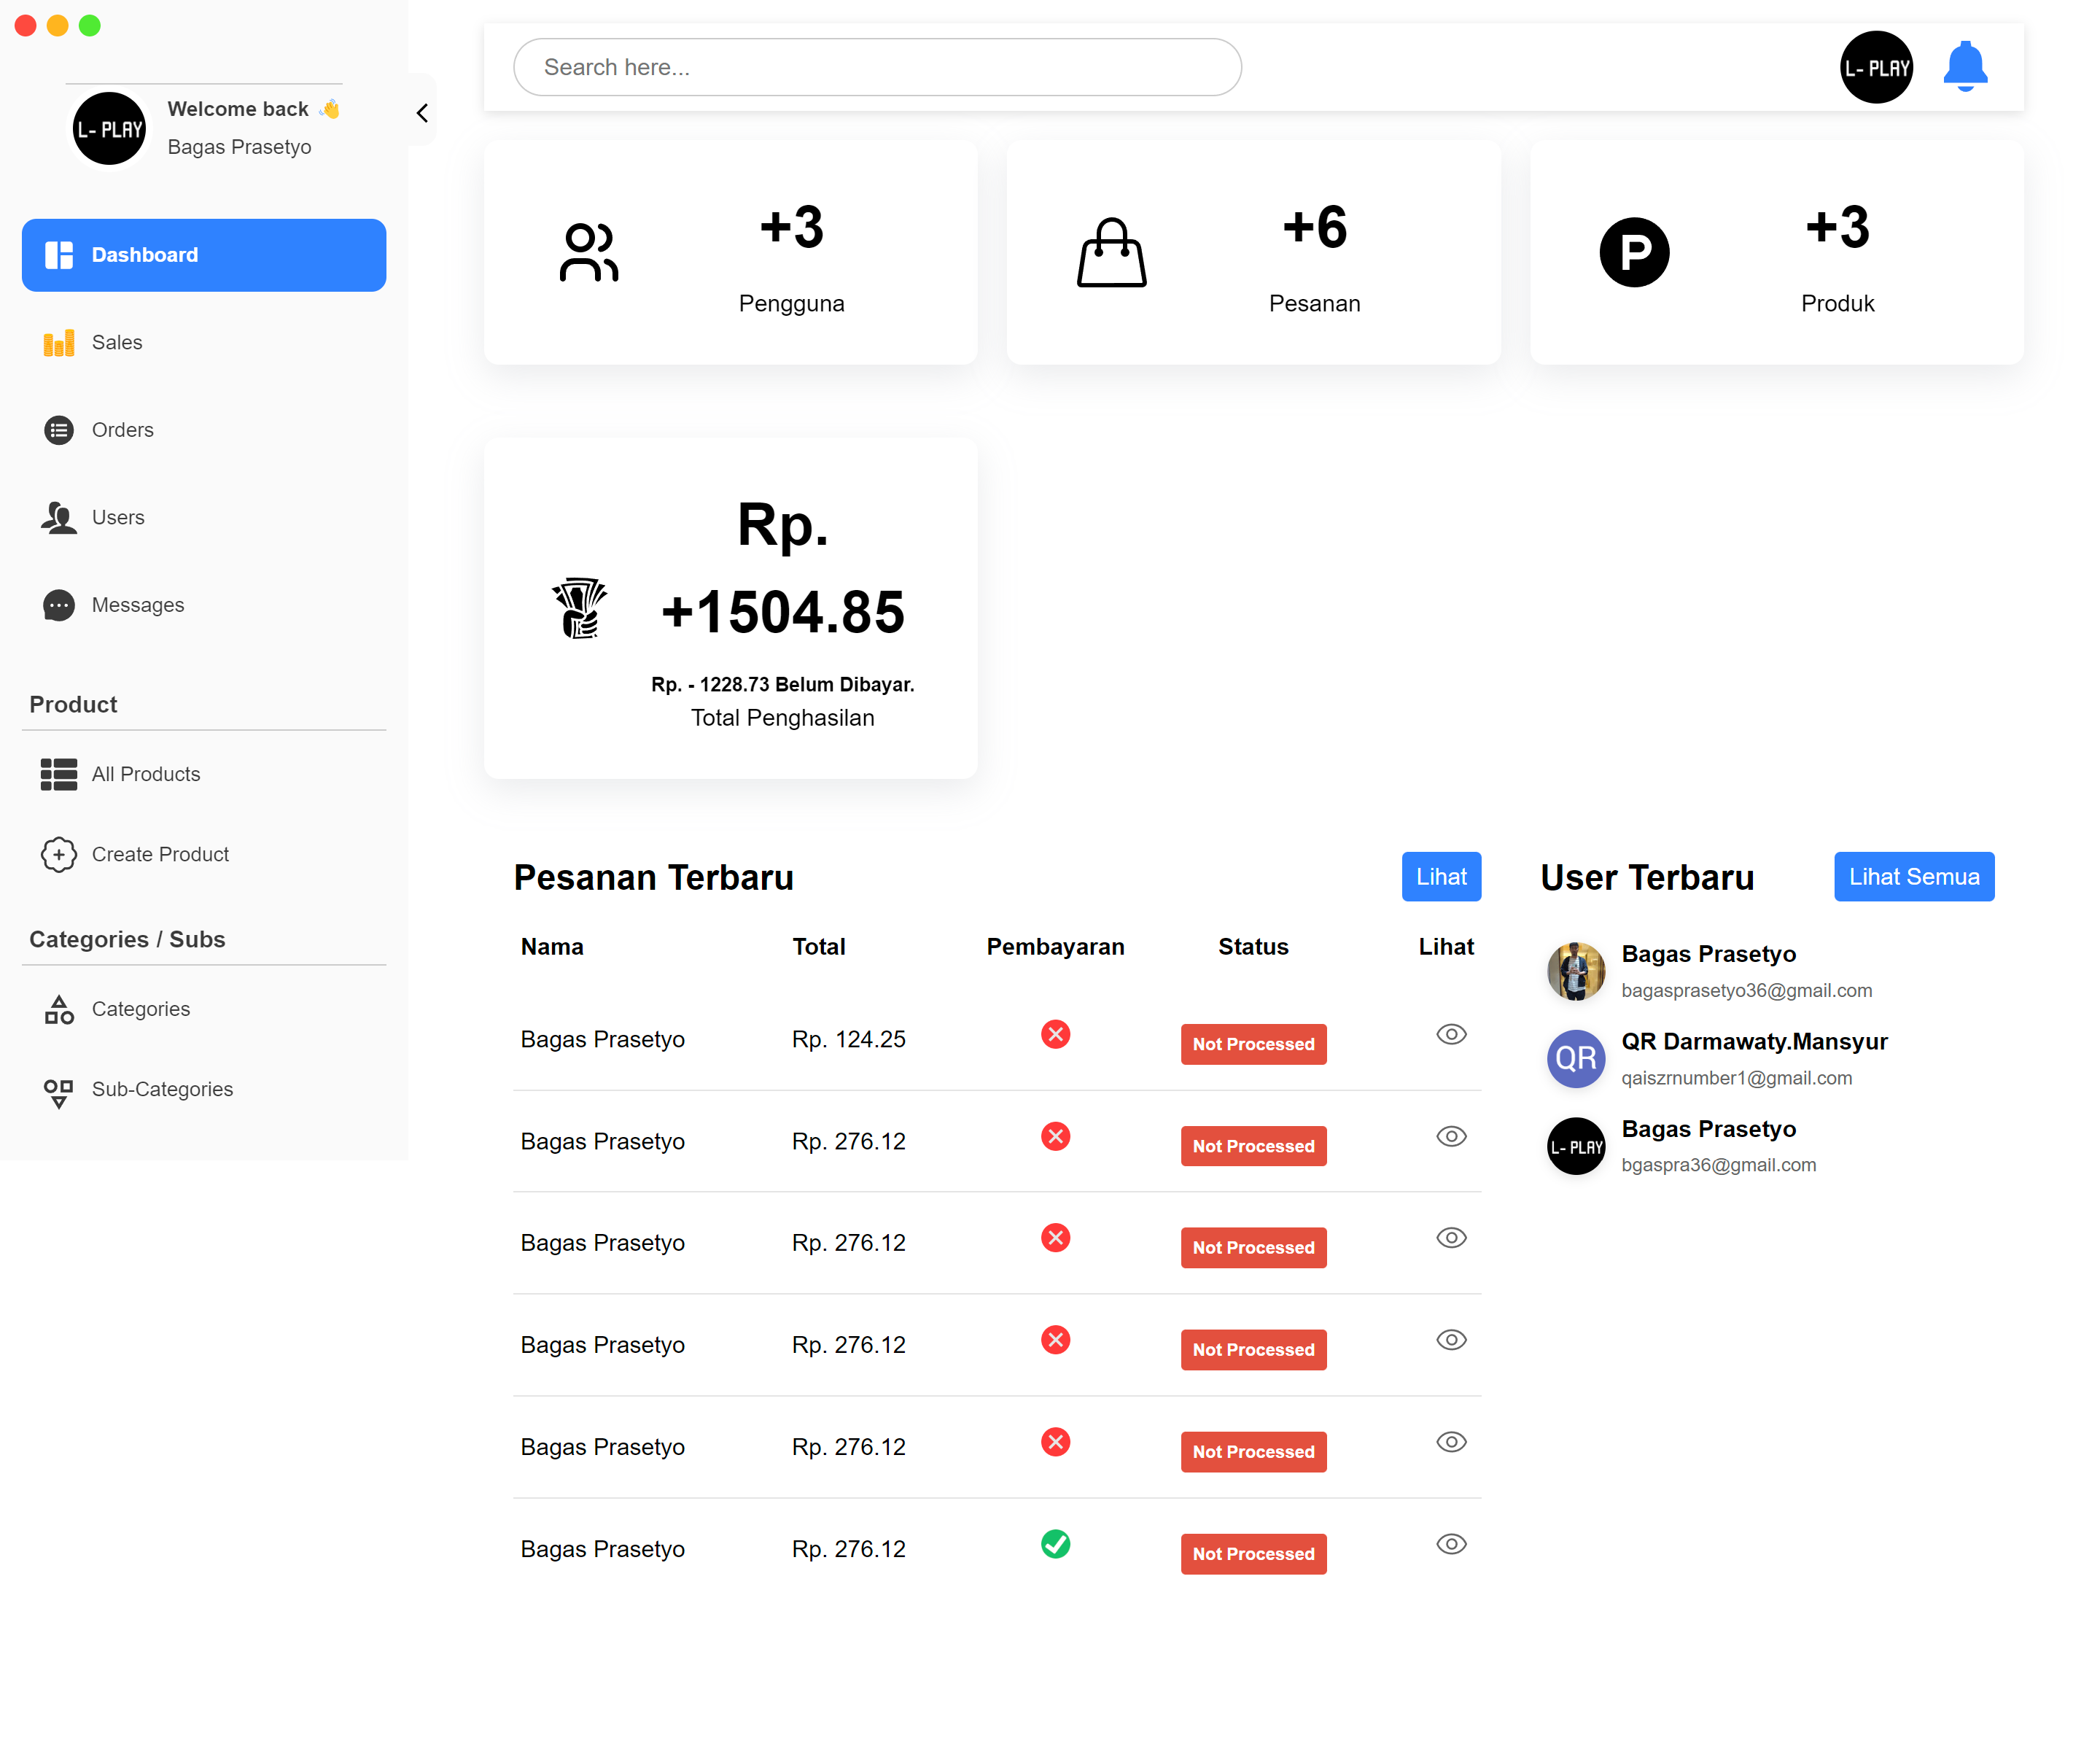 L- PLAY
Welcome back 👋
Bagas Prasetyo
Dashboard
Sales
Orders
Users
Messages
Product
All Products
Create Product
Categories / Subs
Categories
Sub-Categories
Search here...
L- PLAY
+3
Pengguna
+6
Pesanan
P
+3
Produk
Rp.
+1504.85
Rp. - 1228.73 Belum Dibayar.
Total Penghasilan
Pesanan Terbaru
Lihat
Nama Total Pembayaran Status Lihat
Bagas Prasetyo Rp. 124.25 Not Processed
Bagas Prasetyo Rp. 276.12 Not Processed
Bagas Prasetyo Rp. 276.12 Not Processed
Bagas Prasetyo Rp. 276.12 Not Processed
Bagas Prasetyo Rp. 276.12 Not Processed
Bagas Prasetyo Rp. 276.12 Not Processed
User Terbaru
Lihat Semua
Bagas Prasetyo
bagasprasetyo36@gmail.com
QR
QR Darmawaty.Mansyur
qaiszrnumber1@gmail.com
L- PLAY
Bagas Prasetyo
bgaspra36@gmail.com